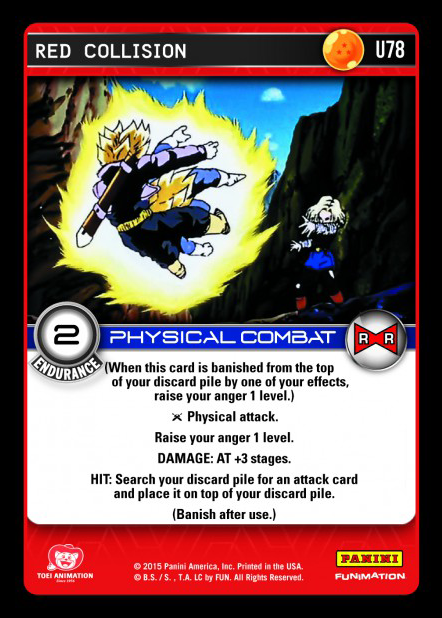 RED COLLISION
U78
2
ENDURANCE
PHYSICAL COMBAT
R R
(When this card is banished from the top
of your discard pile by one of your effects,
raise your anger 1 level.)
Physical attack.
Raise your anger 1 level.
DAMAGE: AT +3 stages.
HIT: Search your discard pile for an attack card
and place it on top of your discard pile.
(Banish after use.)
TOEI ANIMATION
Since 1956
© 2015 Panini America, Inc. Printed in the USA.
© B.S. / S. , T.A. LC by FUN. All Rights Reserved.
PANINI
FUNIMATION